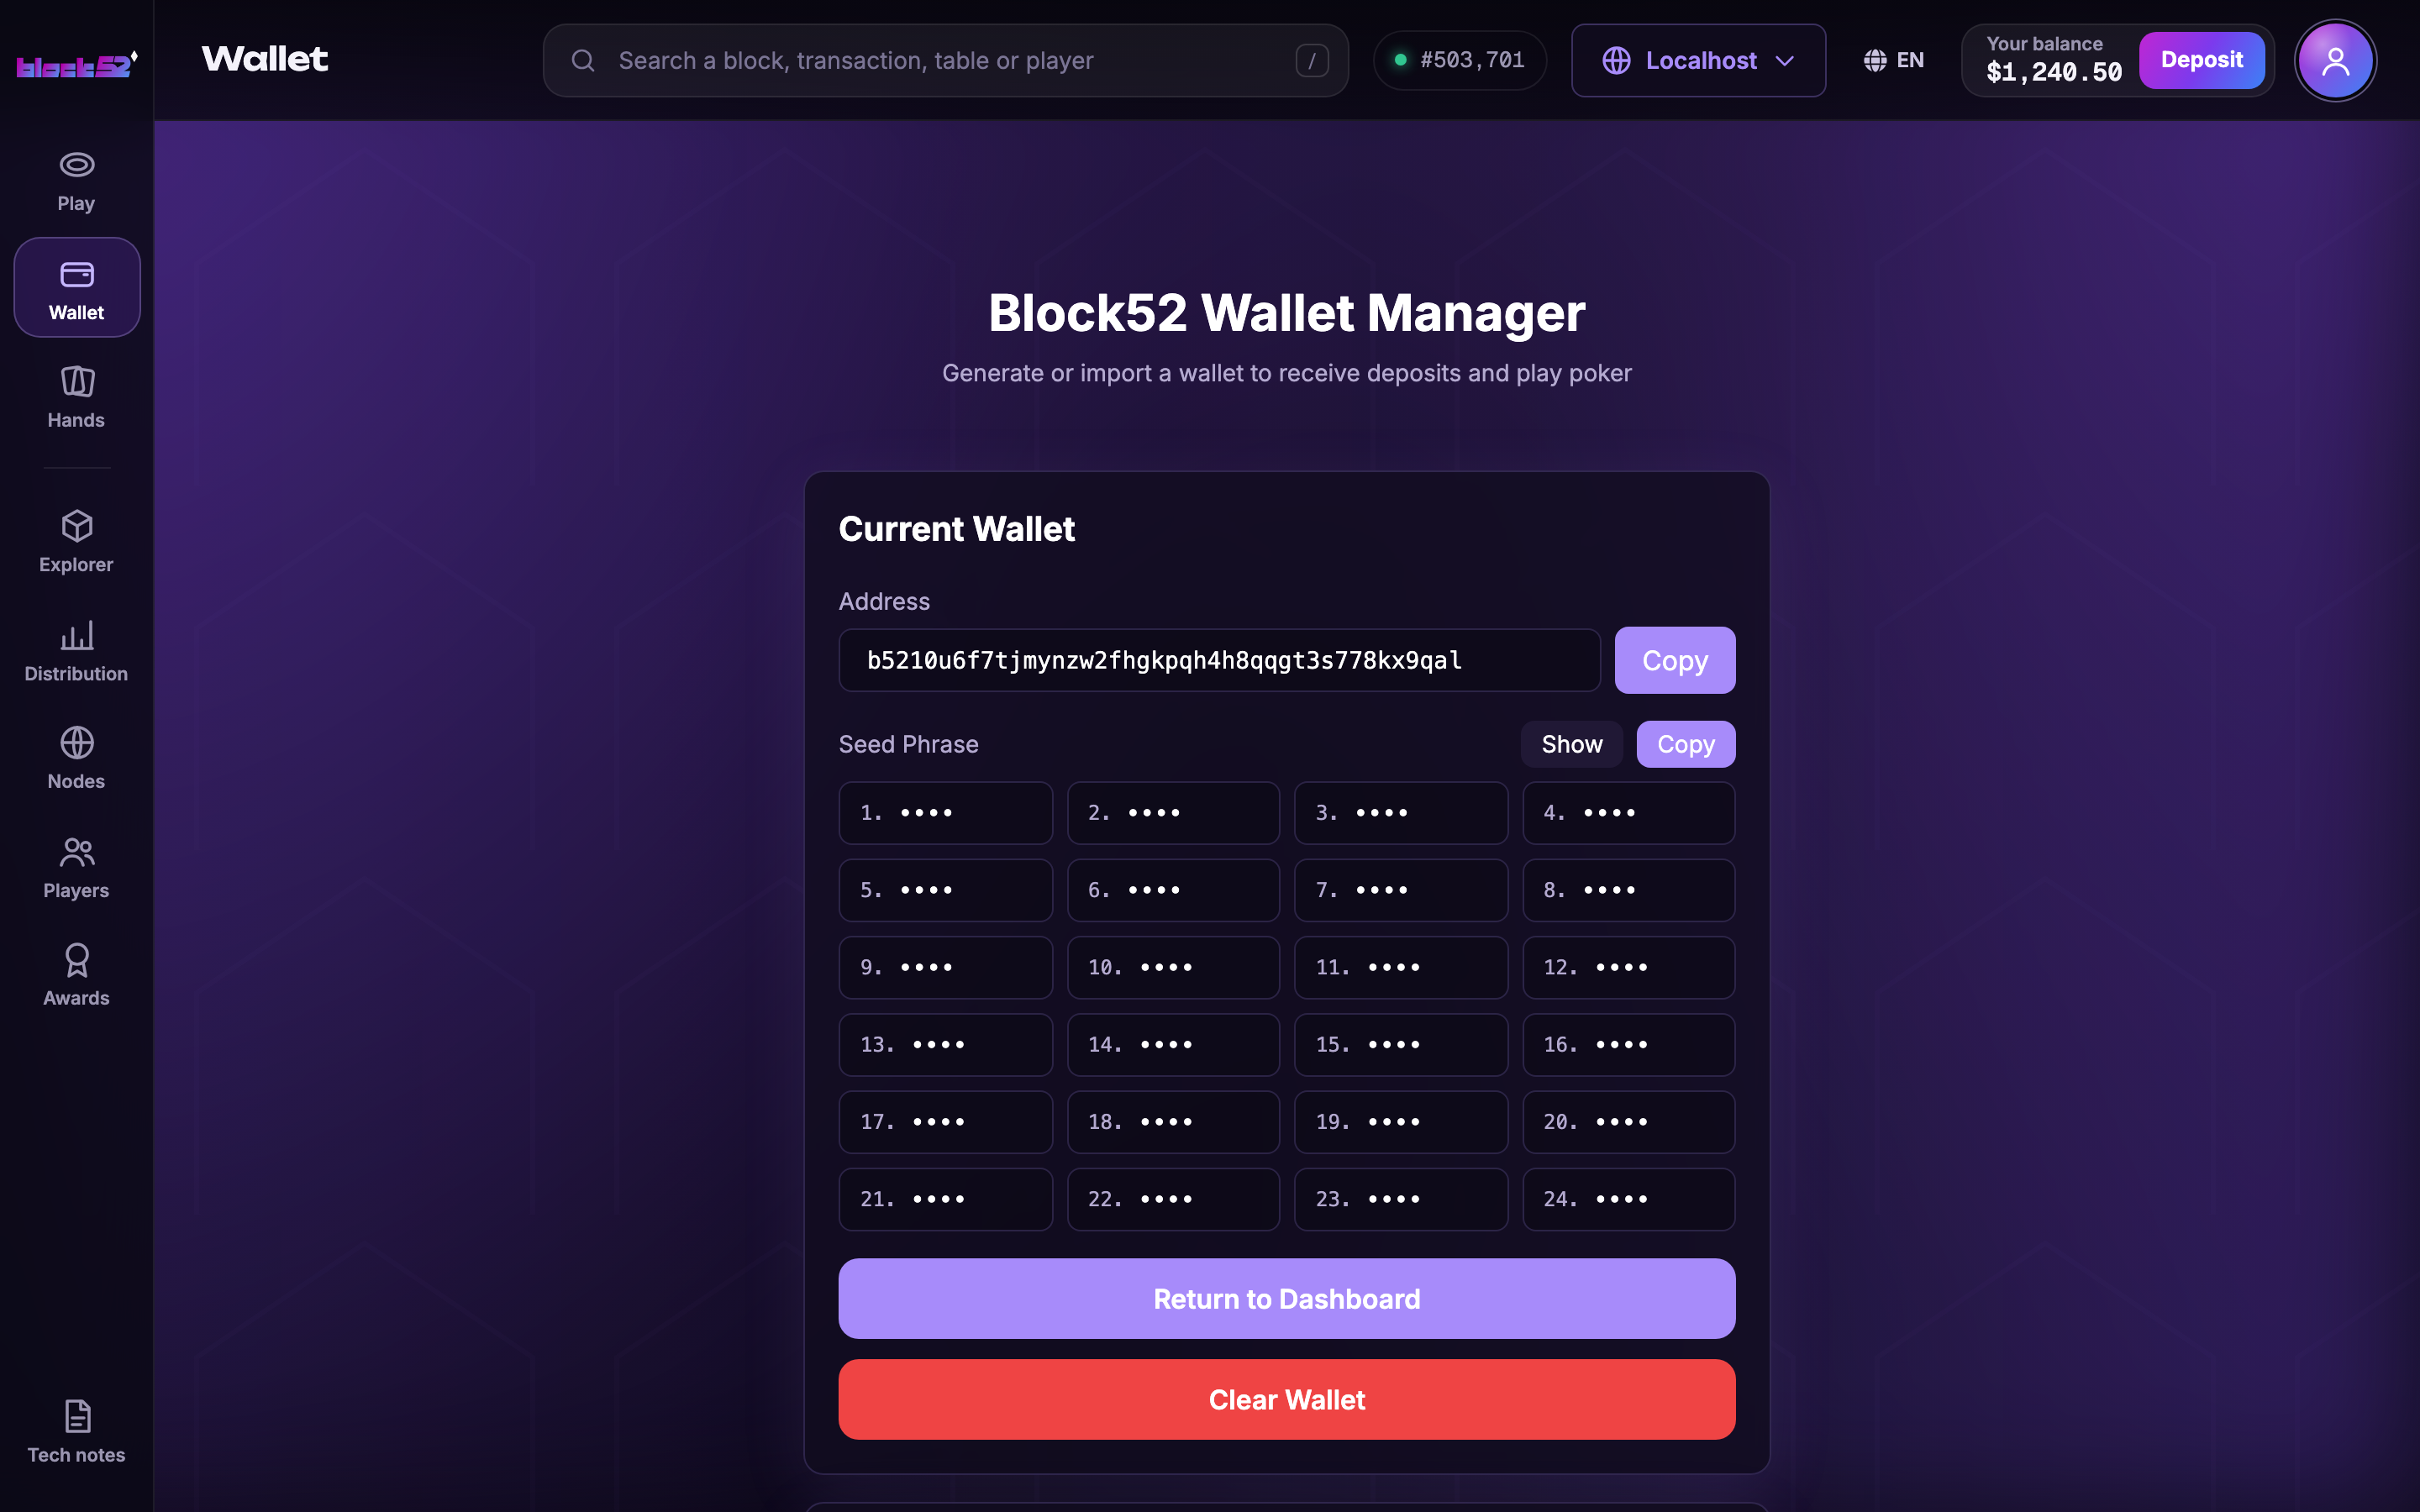 block52
Wallet
Search a block, transaction, table or player
/
#503,701
Localhost
EN
Your balance
$1,240.50
Deposit
Play
Wallet
Hands
Explorer
Distribution
Nodes
Players
Awards
Tech notes
Block52 Wallet Manager
Generate or import a wallet to receive deposits and play poker
Current Wallet
Address
b5210u6f7tjmynzw2fhgkpqh4h8qqgt3s778kx9qal
Copy
Seed Phrase
Show
Copy
1. ••••
2. ••••
3. ••••
4. ••••
5. ••••
6. ••••
7. ••••
8. ••••
9. ••••
10. ••••
11. ••••
12. ••••
13. ••••
14. ••••
15. ••••
16. ••••
17. ••••
18. ••••
19. ••••
20. ••••
21. ••••
22. ••••
23. ••••
24. ••••
Return to Dashboard
Clear Wallet